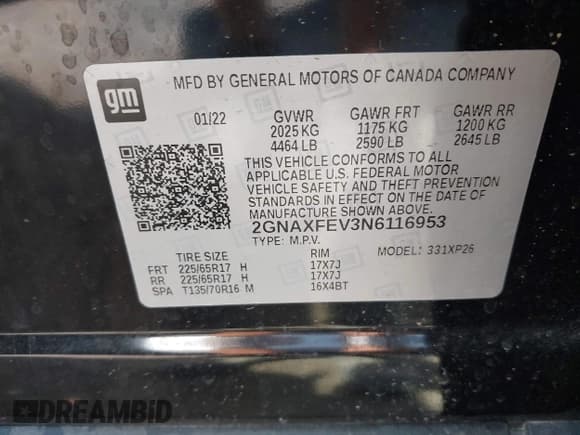 gm
MFD BY GENERAL MOTORS OF CANADA COMPANY
01/22 GVWR GAWR FRT GAWR RR
2025 KG 1175 KG 1200 KG
4464 LB 2590 LB 2645 LB
THIS VEHICLE CONFORMS TO ALL
APPLICABLE U.S. FEDERAL MOTOR
VEHICLE SAFETY AND THEFT PREVENTION
STANDARDS IN EFFECT ON THE DATE OF
MANUFACTURE SHOWN ABOVE.
2GNAXFEV3N6116953
TYPE: M.P.V. MODEL: 331XP26
TIRE SIZE RIM
FRT 225/65R17 H 17X7J
RR 225/65R17 H 17X7J
SPA T135/70R16 M 16X4BT
DREAMBID